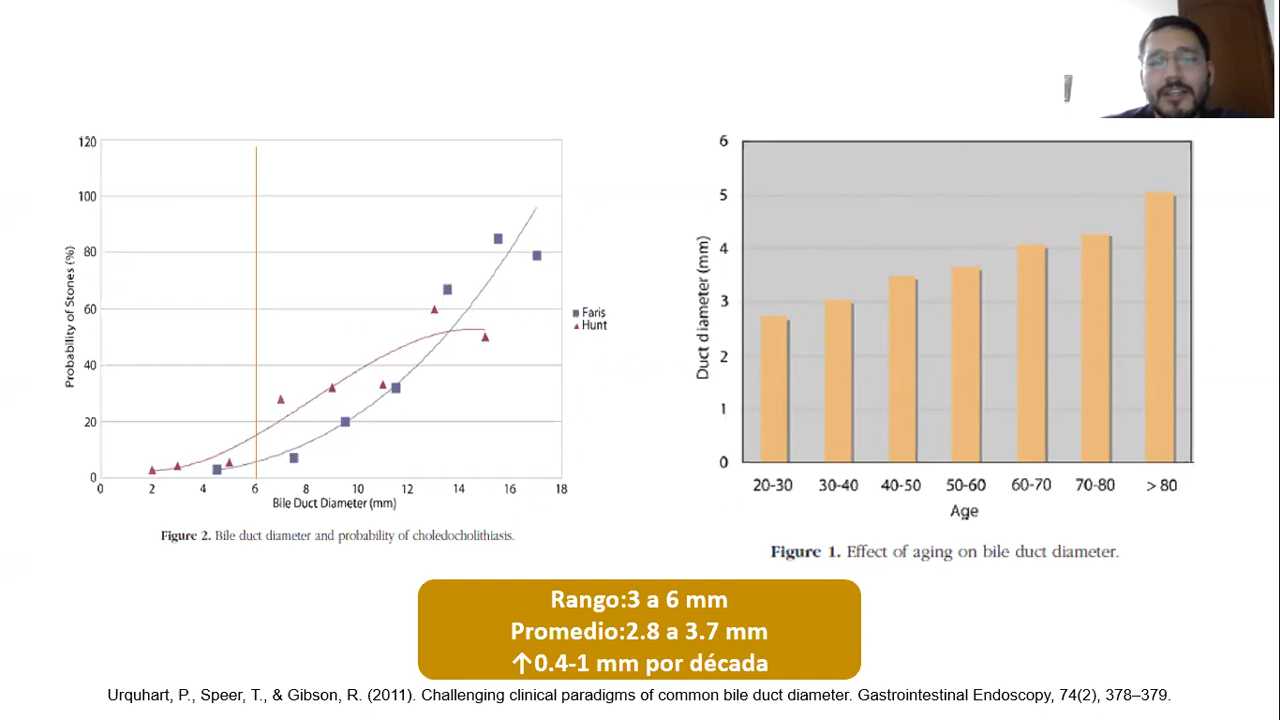 120
100
80
60
40
20
0
Probability of Stones (%)
0 2 4 6 8 10 12 14 16 18
Bile Duct Diameter (mm)
Faris
Hunt
Figure 2. Bile duct diameter and probability of choledocholithiasis.
6
5
4
3
2
1
0
Duct diameter (mm)
20-30 30-40 40-50 50-60 60-70 70-80 > 80
Age
Figure 1. Effect of aging on bile duct diameter.
Rango:3 a 6 mm
Promedio:2.8 a 3.7 mm
↑0.4-1 mm por década
Urquhart, P., Speer, T., & Gibson, R. (2011). Challenging clinical paradigms of common bile duct diameter. Gastrointestinal Endoscopy, 74(2), 378–379.